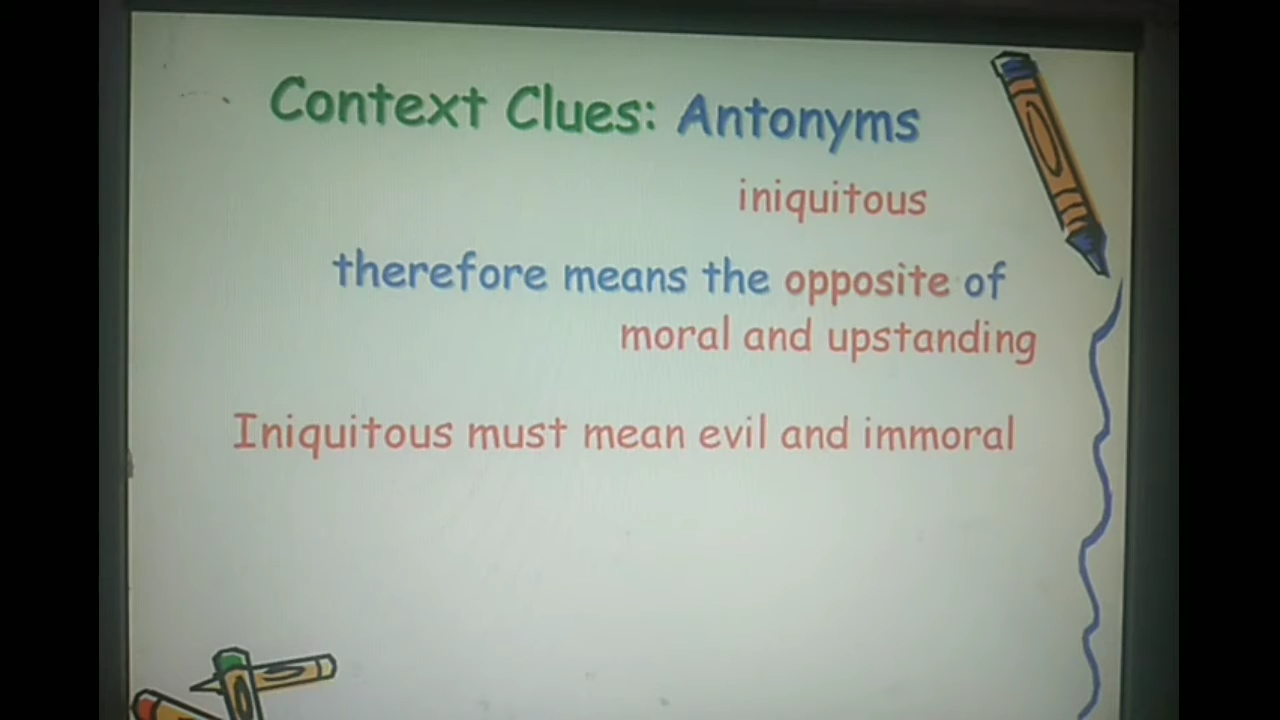 Context Clues: Antonyms
iniquitous
therefore means the opposite of
moral and upstanding
Iniquitous must mean evil and immoral